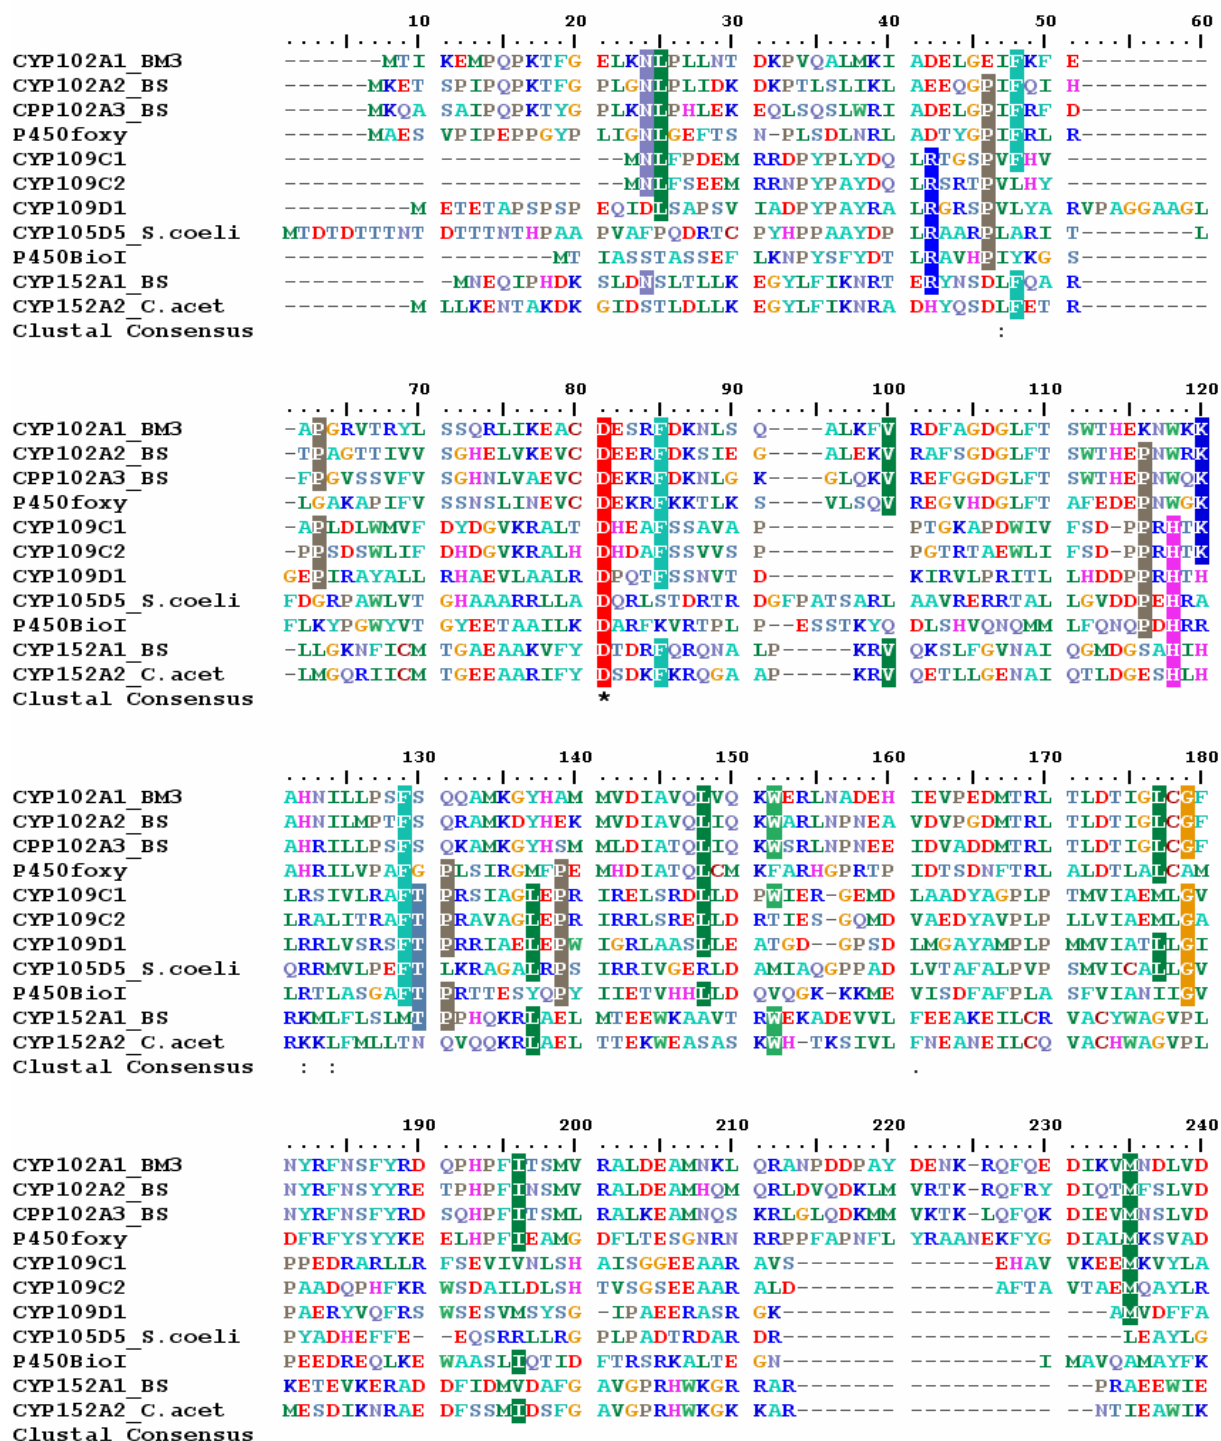 10 20 30 40 50 60
CYP102A1_BM3 -------MTI KEMPQPKTFG ELKNLPLLNT DKPVQALMKI ADELGEIFKF E---------
CYP102A2_BS ------MKET SPIPQPKTFG PLGNLPLIDK DKPTLSLIKL AEEQGPIFQI H---------
CPP102A3_BS ------MKQA SAIPQPKTYG PLKNLPHLEK EQLSQSLWRI ADELGPIFRF D---------
P450foxy ------MAES VPIPEPPGYP LIGNLGEFTS N-PLSDLNRL ADTYGPIFRL R---------
CYP109C1 ---------- ---------- --MNLFPDEM RRDPYPLYDQ LRTGSPVFHV ----------
CYP109C2 ---------- ---------- --MNLFSEEM RRNPYPAYDQ LRSRTPVLHY ----------
CYP109D1 ---------M ETETAPSPSP EQIDLSAPSV IADPYAYRA LRGRSPVLYA RVPAGGAAGL
CYP105D5_S.coeli MTDTDTTTNT DTTTNTHPAA PVAFPQDRTC PYHPPAAYDP LRAARPLARI T---------L
P450BioI ---------- -------MT IASSTASSEF LKNPYSFYDT LRAVHPIYKG S---------
CYP152A1_BS ---------- -MNEQIPHDK SLDNSLTLLK EGYLFIKNRT ERYNSDLFQA R---------
CYP152A2_C.acet ---------M LLKENTAKDK GIDSTLDLLK EGYLFIKNRA DHYQSDLFET R---------
Clustal Consensus :
70 80 90 100 110 120
CYP102A1_BM3 -APGRVTRYL SSQRLIKEAC DESRFDKNLS Q----ALKFV RDFAGDGLFT SWTHEKNWKK
CYP102A2_BS -TPAGTTIVV SGHELVKEVC DEERFDKSIE G----ALEKV RAFSGDGLFT SWTHEPNWRK
CPP102A3_BS -FPGVSSVFV SGHNLVAEVC DEKRFDKNLG K----GLQKV REFGGDGLFT SWTHEPNWQK
P450foxy -LGAKAPIFV SSNSLINEVC DEKRFKKTLK S----VLSQV REGVHDGLFT AFEDEPNWGK
CYP109C1 -APLDLWMVF DYDGVKRALT DHEAFSSAVA P--------- PTGKAPDWIV FSD-PPRHTK
CYP109C2 -PPSDSWLIF DHDGVKRALH DHDAFSSVVS P--------- PGTRTAEWLI FSD-PPRHTK
CYP109D1 GEPIRAYALL RHAEVLAALR DPQTFSSNVT D--------- KIRVLPRITL LHDDPPRHTH
CYP105D5_S.coeli FDGRPAWLVT GHAAARRLLA DQRLSTDRTR DGFPATSARL AAVRERRTAL LGVDDPEHRA
P450BioI FLKYPGWYVT GYEETAAILK DARFKVRTPL P--ESSTKYQ DLSHVQNQMM LFQNQPDHRR
CYP152A1_BS -LLGKNFICM TGAEAAKVFY DTDRFQRQNA LP----KRV QKSLFGVNAI QGMDGSAHIH
CYP152A2_C.acet -LMGQRIICM TGEEAARIFY DSDKFKRQGA AP----KRV QETLLGENAI QTLDGESHLH
Clustal Consensus *
130 140 150 160 170 180
CYP102A1_BM3 AHNILLPSFS QQAMKGYHAM MVDIAVQLVQ KWERLNADEH IEVPEDMTRL TLDTIGLCGF
CYP102A2_BS AHNILMPTFS QRAMKDYHEK MVDIAVQLIQ KWARLNPNEA VDVPGDMTRL TLDTIGLCGF
CPP102A3_BS AHRILLPSFS QKAMKGYHSM MLDIATQLIQ KWSRLNPNEE IDVADDMTRL TLDTIGLCGF
P450foxy AHRILVPAFG PLSIRGMFPE MHDIATQLCM KFARHGPRTP IDTSDNFTRL ALDTLALCAM
CYP109C1 LRSIVLRAFT PRSIAGLEPR IRELSRDLLD PWIER-GEMD LAADYAGPLP TMVIAEMLGV
CYP109C2 LRALITRAFT PRAVAGLEPR IRRLSRELLD RTIES-GQMD VAEDYAVPLP LLVIAEMLGA
CYP109D1 LRRLVSRSFT PRRIAELEPW IGRLAASLLE ATGD--GPSD LMGAYAMPLP MMVIATLLGI
CYP105D5_S.coeli QRRMVLPEFT LKRAGALRPS IRRIVGERLD AMIAQGPPAD LVTAFALPVP SMVICALLGV
P450BioI LRTLASGAFT PRTTESYQPY IIETVHHLLD QVQGK-KKME VISDFAFPLA SFVIANIIGV
CYP152A1_BS RKMLFLSLMT PPHQKRLAEL MTEEWKAAVT RWEKADEVVL FEEAKEILCR VACYWAGVPL
CYP152A2_C.acet RKKLFMLLTN QVQQKRLAEL TTEKWEASAS KWH-TKSIVL FNEANEILCQ VACHWAGVPL
Clustal Consensus : : .
190 200 210 220 230 240
CYP102A1_BM3 NYRFNSFYRD QPHPFITSMV RALDEAMNKL QRANPDDPAY DENK-RQFQE DIKVMNDLVD
CYP102A2_BS NYRFNSYYRE TPHPFINSMV RALDEAMHQM QRLDVQDKLM VRTK-RQFRY DIQTMFSLVD
CPP102A3_BS NYRFNSFYRD SQHPFITSML RALKEAMNQS KRLGLQDKMM VKTK-LQFQK DIEVMNSLVD
P450foxy DFRFYSYYKE ELHPFIEAMG DFLTESGNRN RRPPFAPNFL YRAANEKFYG DIALMKSVAD
CYP109C1 PPEDRARLLR FSEVIVNLSH AISGGEEAAR AVS------- -------EHAV VKEEMKVYLA
CYP109C2 PAADQPHFKR WSDAILDLSH TVSGSEEAAR ALD------- -------AFTA VTAEMQAYLR
CYP109D1 PAERYVQFRS WSESVMSYSG -IPAEERASR GK-------- ---------- ----AMVDFFA
CYP105D5_S.coeli PYADHEFFE- -EQSRRLLRG PLPADTRDAR DR-------- ---------- -----LEAYLG
P450BioI PEEDREQLKE WAASLIQTID FTRSRKALTE GN-------- ---------I MAVQAMAYFK
CYP152A1_BS KETEVKERAD DFIDMVDAFG AVGPRHWKGR RAR------- ---------- ---PRAEEWIE
CYP152A2_C.acet MESDIKNRAE DFSSMIDSFG AVGPRHWKGK KAR------- ---------- ---NTIEAWIK
Clustal Consensus